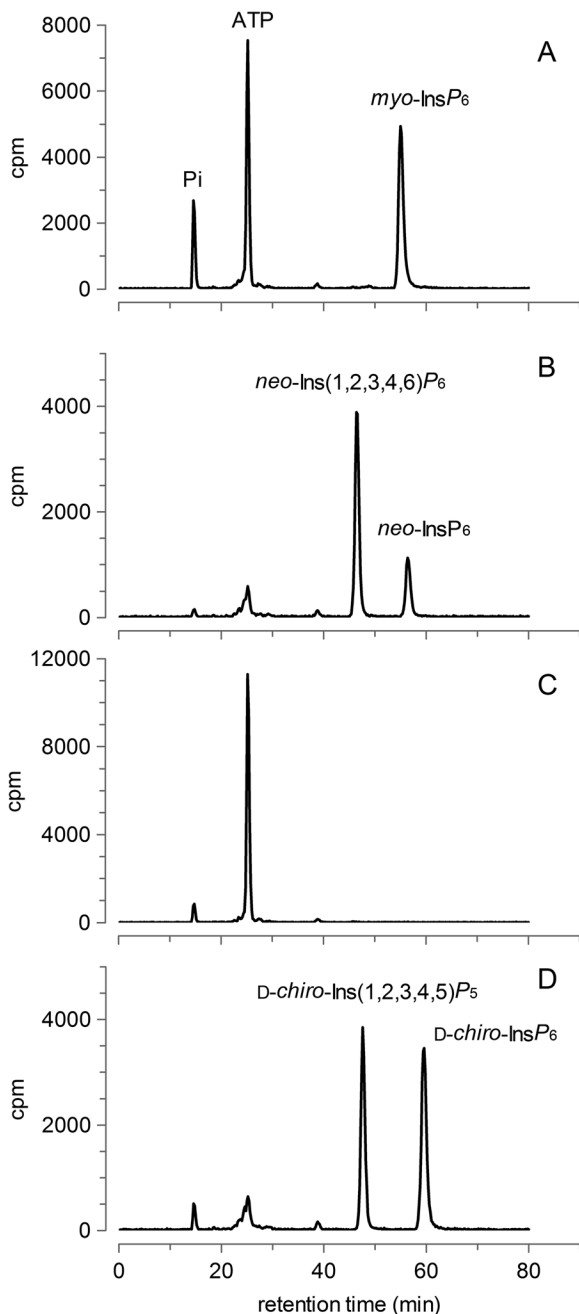 A
ATP
myo-InsP6
Pi
8000
6000
4000
2000
0
cpm
B
neo-Ins(1,2,3,4,6)P6
neo-InsP6
4000
2000
0
cpm
C
12000
8000
4000
0
cpm
D
D-chiro-Ins(1,2,3,4,5)P5
D-chiro-InsP6
4000
2000
0
cpm
0 20 40 60 80
retention time (min)